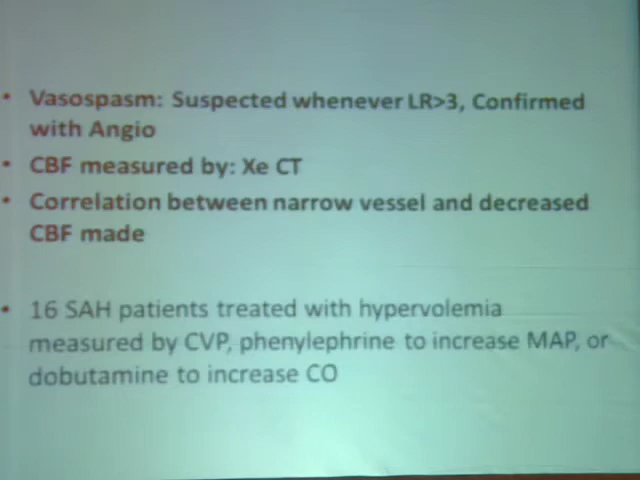 • Vasospasm: Suspected whenever LR>3, Confirmed
with Angio
• CBF measured by: Xe CT
• Correlation between narrow vessel and decreased
CBF made
• 16 SAH patients treated with hypervolemia
measured by CVP, phenylephrine to increase MAP, or
dobutamine to increase CO